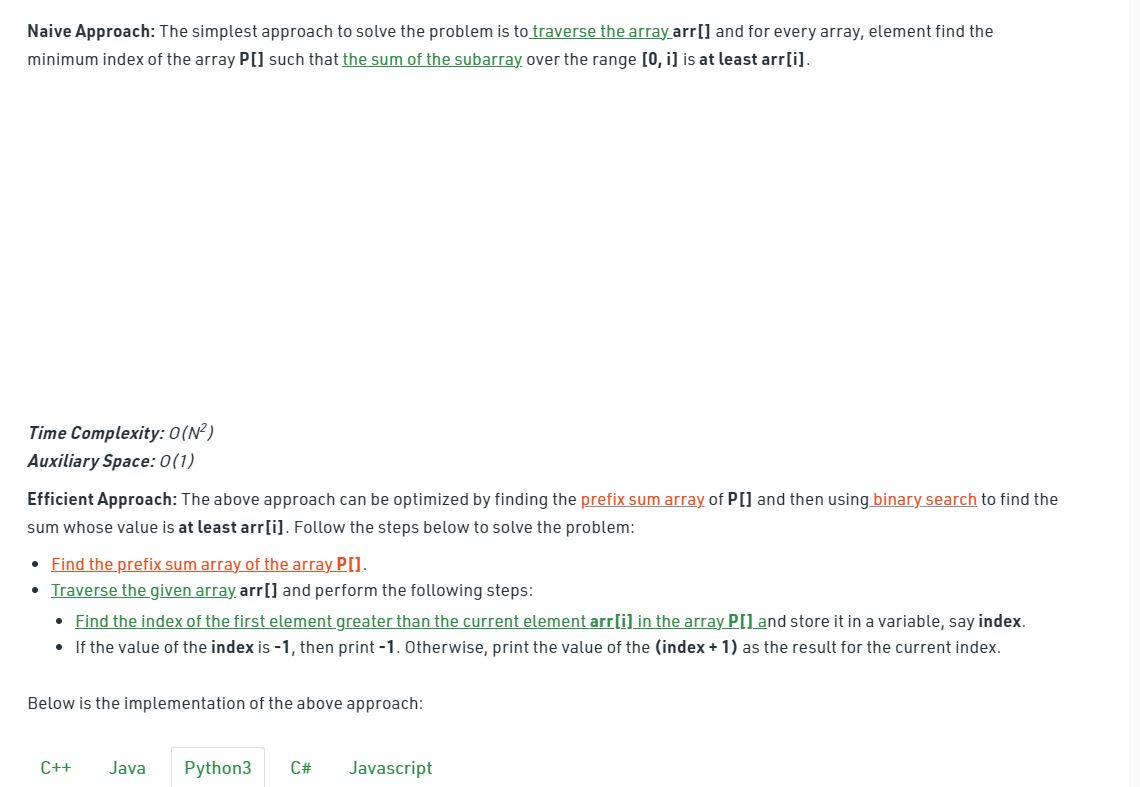 Naive Approach: The simplest approach to solve the problem is to traverse the array arr[] and for every array, element find the
minimum index of the array P[] such that the sum of the subarray over the range [0, i] is at least arr[i].
Time Complexity: O(N²)
Auxiliary Space: O(1)
Efficient Approach: The above approach can be optimized by finding the prefix sum array of P[] and then using binary search to find the
sum whose value is at least arr[i]. Follow the steps below to solve the problem:
• Find the prefix sum array of the array P[].
• Traverse the given array arr[] and perform the following steps:
• Find the index of the first element greater than the current element arr[i] in the array P[] and store it in a variable, say index.
• If the value of the index is -1, then print -1. Otherwise, print the value of the (index + 1) as the result for the current index.
Below is the implementation of the above approach:
C++ Java Python3 C# Javascript